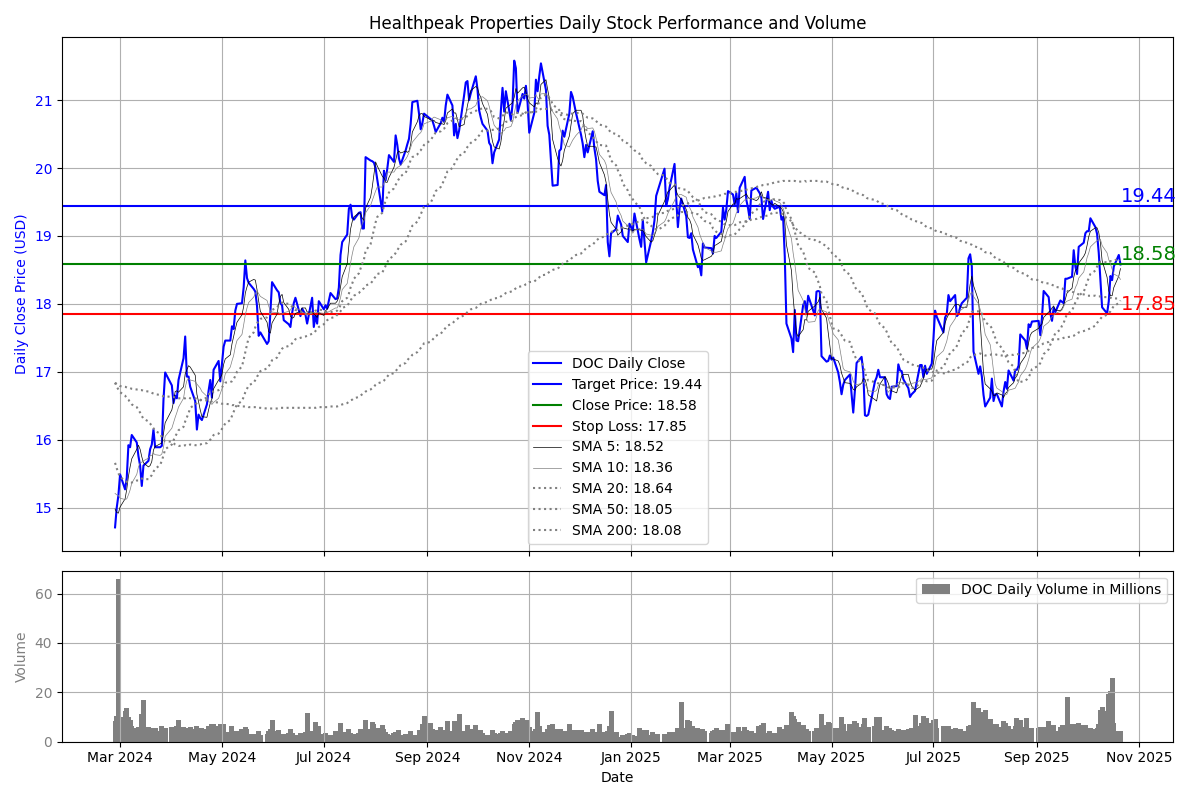 Healthpeak Properties Daily Stock Performance and Volume
Daily Close Price (USD)
21
20
19
18
17
16
15
19.44
18.58
17.85
DOC Daily Close
Target Price: 19.44
Close Price: 18.58
Stop Loss: 17.85
SMA 5: 18.52
SMA 10: 18.36
SMA 20: 18.64
SMA 50: 18.05
SMA 200: 18.08
Volume
60
40
20
0
DOC Daily Volume in Millions
Mar 2024 May 2024 Jul 2024 Sep 2024 Nov 2024 Jan 2025 Mar 2025 May 2025 Jul 2025 Sep 2025 Nov 2025
Date